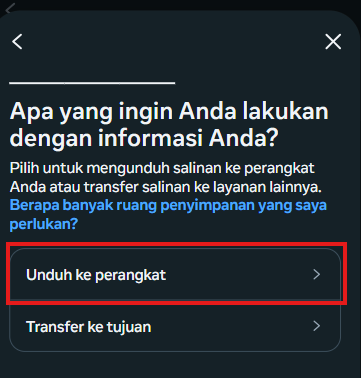 Apa yang ingin Anda lakukan
dengan informasi Anda?
Pilih untuk mengunduh salinan ke perangkat
Anda atau transfer salinan ke layanan lainnya.
Berapa banyak ruang penyimpanan yang saya
perlukan?
Unduh ke perangkat
Transfer ke tujuan